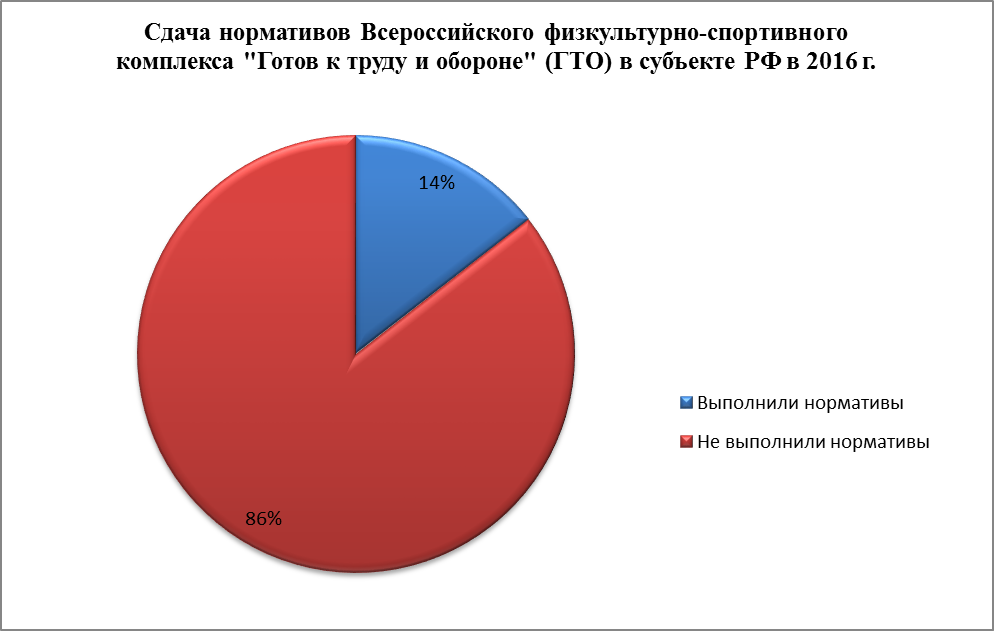 Сдача нормативов Всероссийского физкультурно-спортивного
комплекса "Готов к труду и обороне" (ГТО) в субъекте РФ в 2016 г.
14%
Выполнили нормативы
Не выполнили нормативы
86%